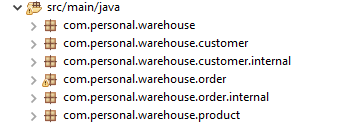 src/main/java
com.personal.warehouse
com.personal.warehouse.customer
com.personal.warehouse.customer.internal
com.personal.warehouse.order
com.personal.warehouse.order.internal
com.personal.warehouse.product